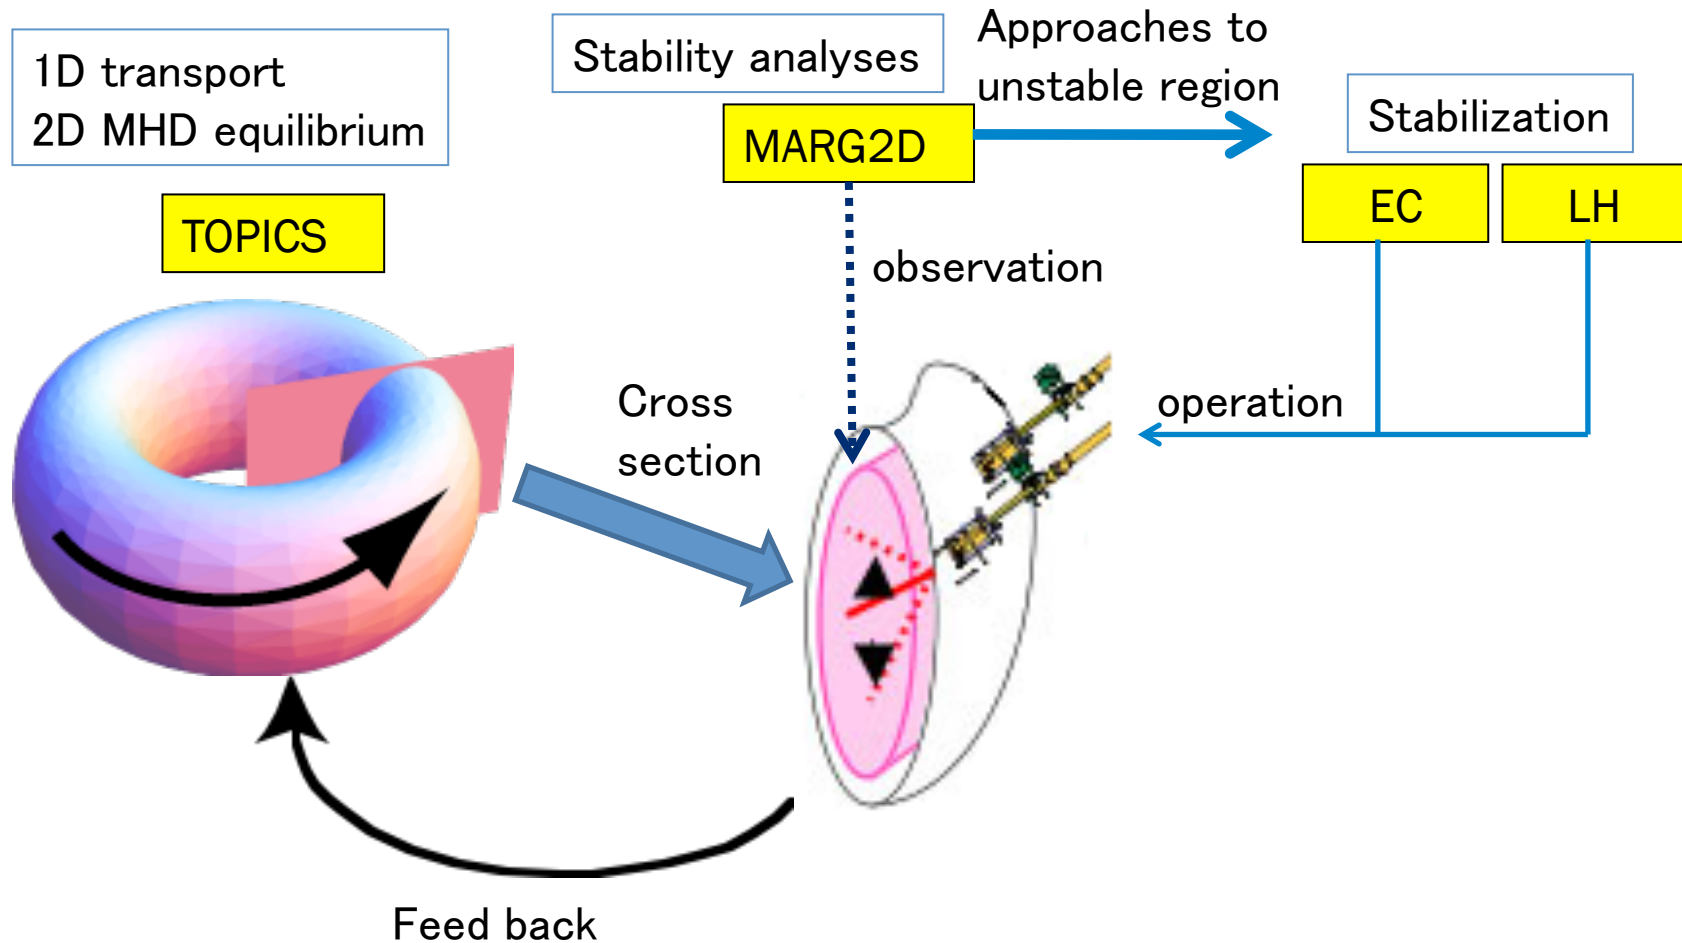 1D transport
2D MHD equilibrium
TOPICS
Stability analyses
MARG2D
Approaches to
unstable region
Stabilization
EC
LH
observation
Cross
section
operation
Feed back